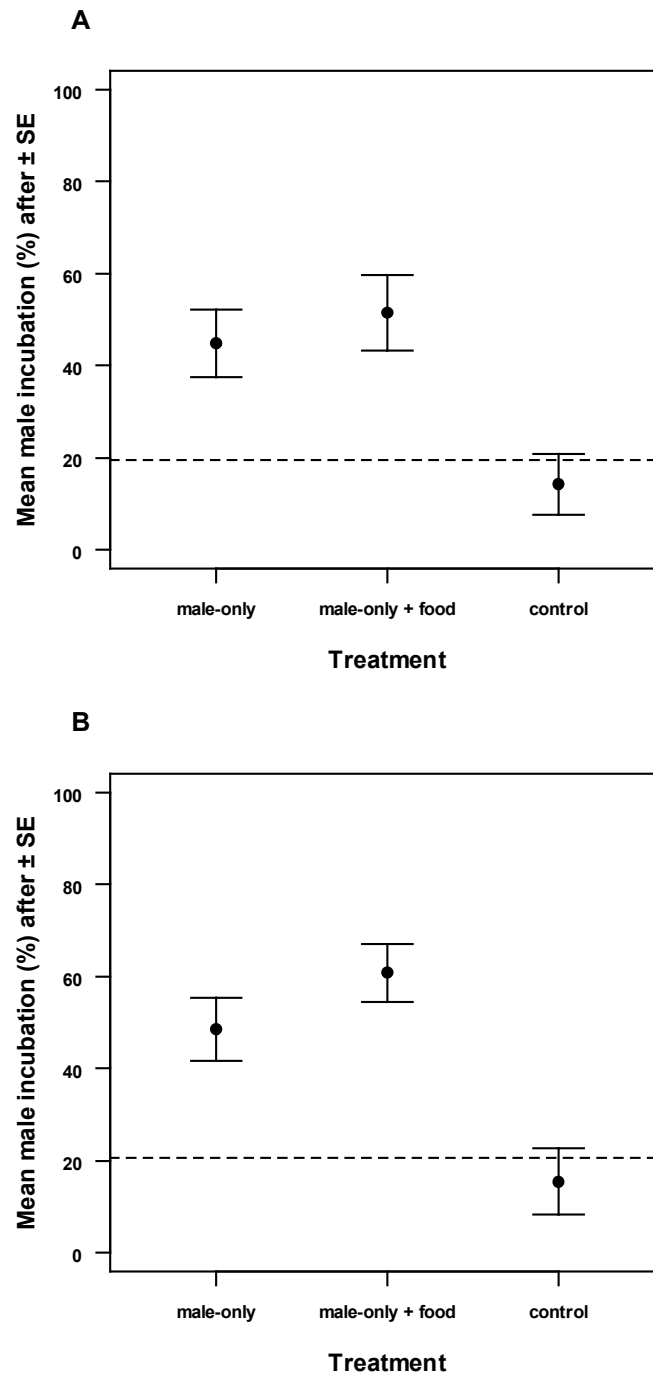 A
Mean male incubation (%) after ± SE
100
80
60
40
20
0
male-only male-only + food control
Treatment
B
Mean male incubation (%) after ± SE
100
80
60
40
20
0
male-only male-only + food control
Treatment